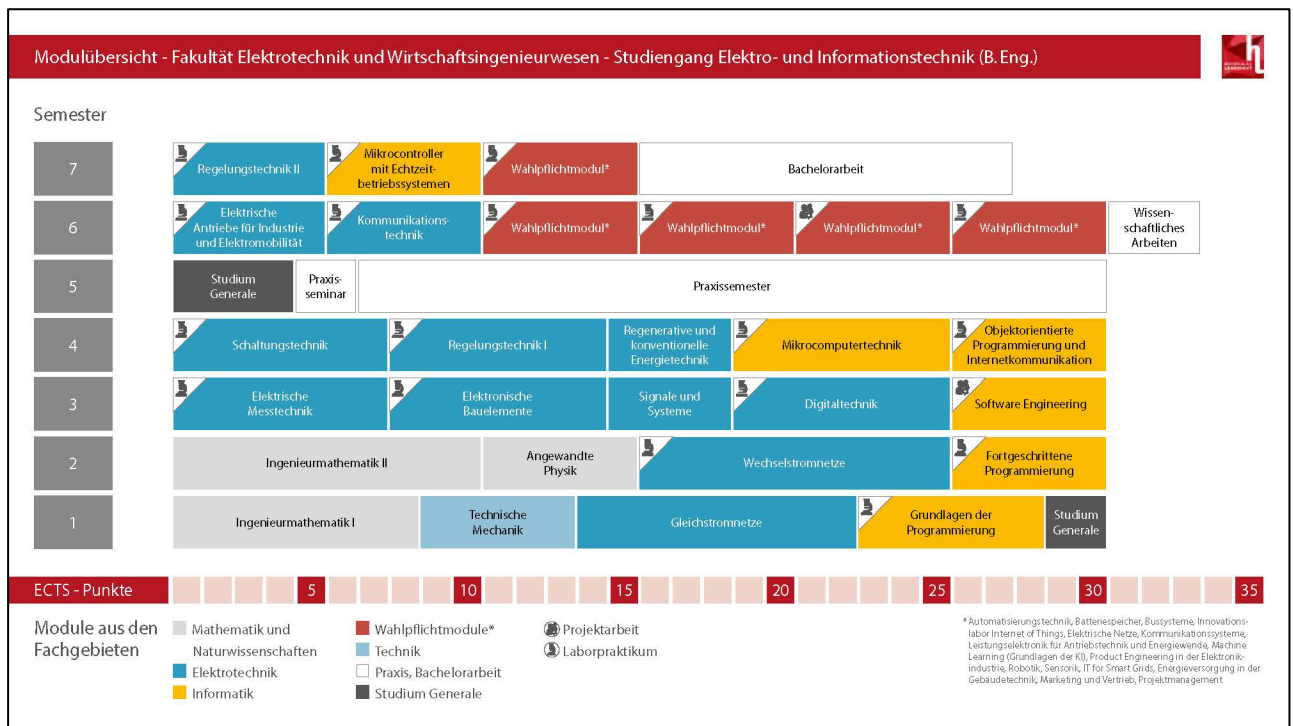 Modulübersicht - Fakultät Elektrotechnik und Wirtschaftsingenieurwesen - Studiengang Elektro- und Informationstechnik (B. Eng.)
Semester
7
Regelungstechnik II
Mikrocontroller
mit Echtzeit-
betriebssystemen
Wahlpflichtmodul*
Bachelorarbeit
6
Elektrische
Antriebe für Industrie
und Elektromobilität
Kommunikations-
technik
Wahlpflichtmodul*
Wahlpflichtmodul*
Wahlpflichtmodul*
Wahlpflichtmodul*
Wissen-
schaftliches
Arbeiten
5
Studium
Generale
Praxis-
seminar
Praxissemester
4
Schaltungstechnik
Regelungstechnik I
Regenerative und
konventionelle
Energietechnik
Mikrocomputertechnik
Objektorientierte
Programmierung und
Internetkommunikation
3
Elektrische
Messtechnik
Elektronische
Bauelemente
Signale und
Systeme
Digitaltechnik
Software Engineering
2
Ingenieurmathematik II
Angewandte
Physik
Wechselstromnetze
Fortgeschrittene
Programmierung
1
Ingenieurmathematik I
Technische
Mechanik
Gleichstromnetze
Grundlagen der
Programmierung
Studium
Generale
ECTS - Punkte 5 10 15 20 25 30 35
Module aus den
Fachgebieten
Mathematik und
Naturwissenschaften
Elektrotechnik
Informatik
Wahlpflichtmodule*
Technik
Praxis, Bachelorarbeit
Studium Generale
Projektarbeit
Laborpraktikum
* Automatisierungstechnik, Batteriespeicher, Bussysteme, Innovations-
labor Internet of Things, Elektrische Netze, Kommunikationssysteme,
Leistungselektronik für Antriebstechnik und Energiewende, Machine
Learning (Grundlagen der KI), Product Engineering in der Elektronik-
industrie, Robotik, Sensorik, IT for Smart Grids, Energieversorgung in der
Gebäudetechnik, Marketing und Vertrieb, Projektmanagement